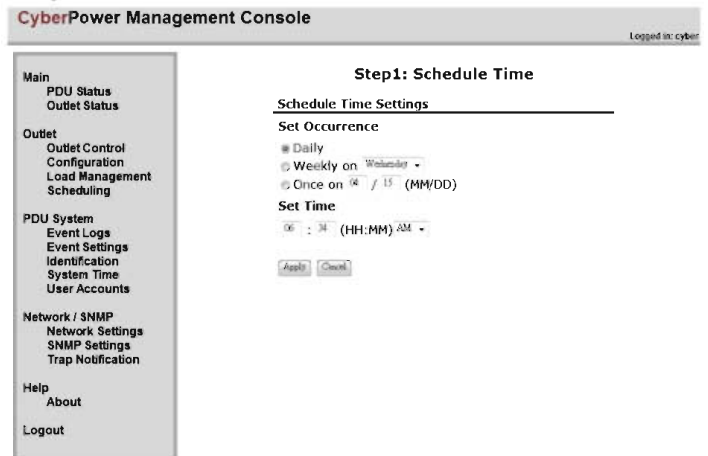 CyberPower Management Console
Logged in: cyber
Main
PDU Status
Outlet Status
Outlet
Outlet Control
Configuration
Load Management
Scheduling
PDU System
Event Logs
Event Settings
Identification
System Time
User Accounts
Network / SNMP
Network Settings
SNMP Settings
Trap Notification
Help
About
Logout
Step1: Schedule Time
Schedule Time Settings
Set Occurrence
Daily
Weekly on Wednesday
Once on 04 / 15 (MM/DD)
Set Time
06 : 34 (HH:MM) AM
Apply Cancel